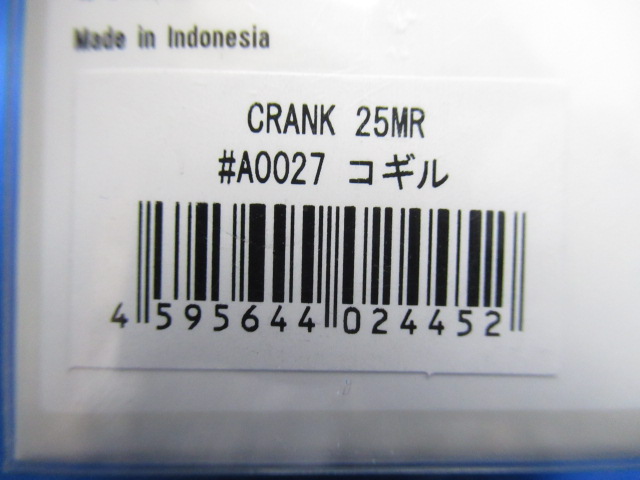 Made in Indonesia
CRANK 25MR
#A0027 コギル
4 595644 024452